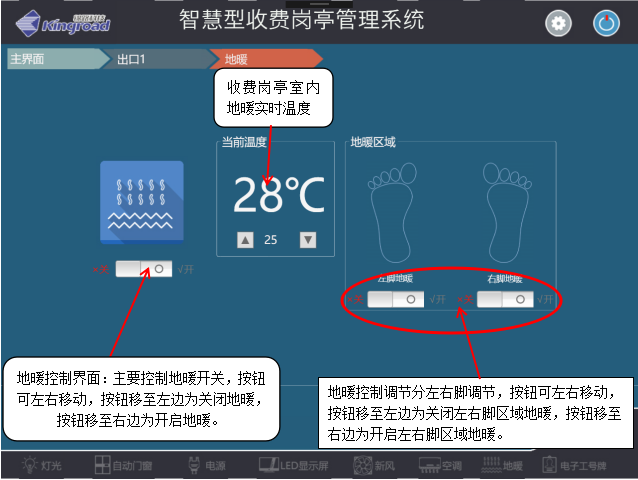 Kingroad
智慧型收费岗亭管理系统
主界面
出口1
地暖
收费岗亭室内
地暖实时温度
当前温度
28℃
▲ 25 ▼
地暖区域
左脚地暖
右脚地暖
×关
√开
×关
√开
×关
√开
地暖控制界面：主要控制地暖开关，按钮
可左右移动，按钮移至左边为关闭地暖，
按钮移至右边为开启地暖。
地暖控制调节分左右脚调节，按钮可左右移动，
按钮移至左边为关闭左右脚区域地暖，按钮移至
右边为开启左右脚区域地暖。
灯光
自动门窗
电源
LED显示屏
新风
空调
地暖
电子工号牌